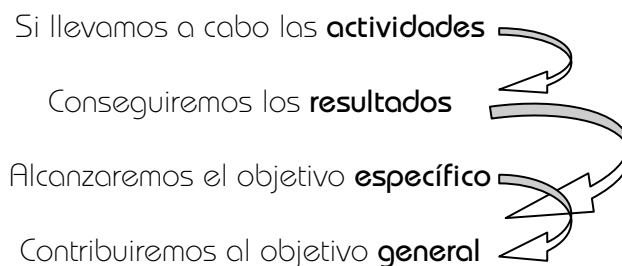 Si llevamos a cabo las actividades
Conseguiremos los resultados
Alcanzaremos el objetivo específico
Contribuiremos al objetivo general